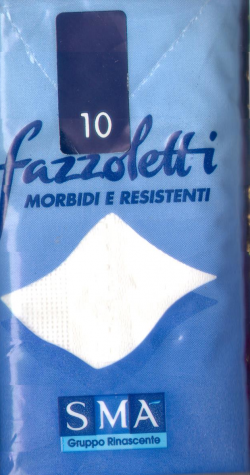 10
fazzoletti
MORBIDI E RESISTENTI
SMA
Gruppo Rinascente